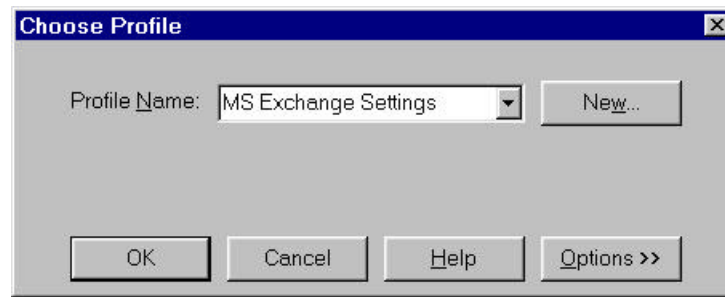 Choose Profile
Profile Name: MS Exchange Settings New...
OK Cancel Help Options >>